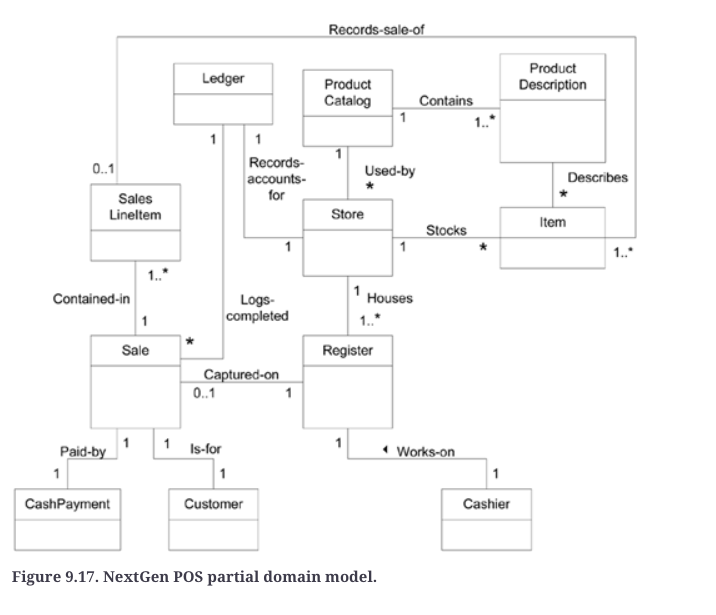 Records-sale-of
Ledger
Product
Catalog
Product
Description
Contains
1
1..*
1
1
Records-
accounts-
for
1
Used-by
*
Describes
*
0..1
Sales
LineItem
Store
Item
Stocks
1
1
*
1..*
1..*
Contained-in
1
Logs-
completed
*
1
Houses
1..*
Sale
Register
Captured-on
0..1
1
Paid-by
1
1
Is-for
1
Works-on
1
1
1
CashPayment
Customer
Cashier
Figure 9.17. NextGen POS partial domain model.